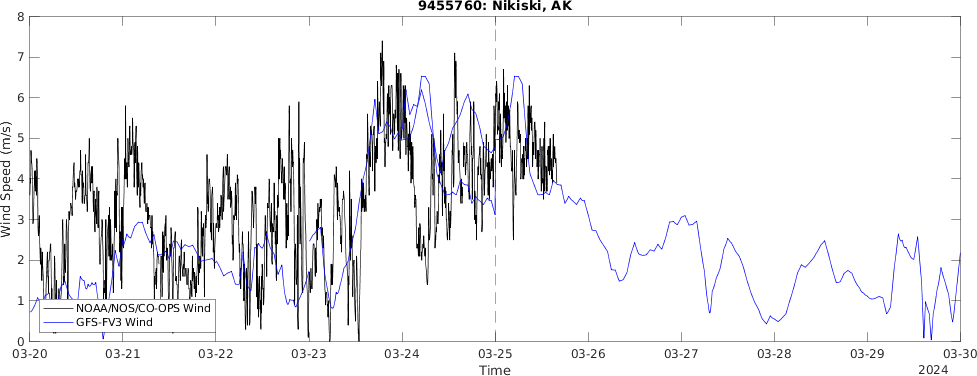 9455760: Nikiski, AK
8
7
6
5
4
3
2
1
0
Wind Speed (m/s)
NOAA/NOS/CO-OPS Wind
GFS-FV3 Wind
03-20 03-21 03-22 03-23 03-24 03-25 03-26 03-27 03-28 03-29 03-30
Time
2024